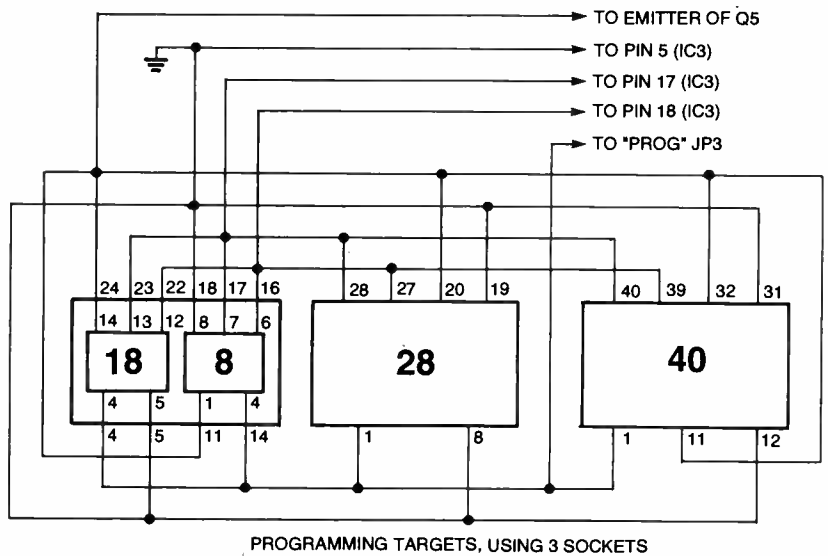 TO EMITTER OF Q5
TO PIN 5 (IC3)
TO PIN 17 (IC3)
TO PIN 18 (IC3)
TO "PROG" JP3
24 23 22 18 17 16
28 27 20 19
40 39 32 31
14 13 12 8 7 6
18 8 28 40
4 5 1 4
4 5 11 14
1 8
1 11 12
PROGRAMMING TARGETS, USING 3 SOCKETS